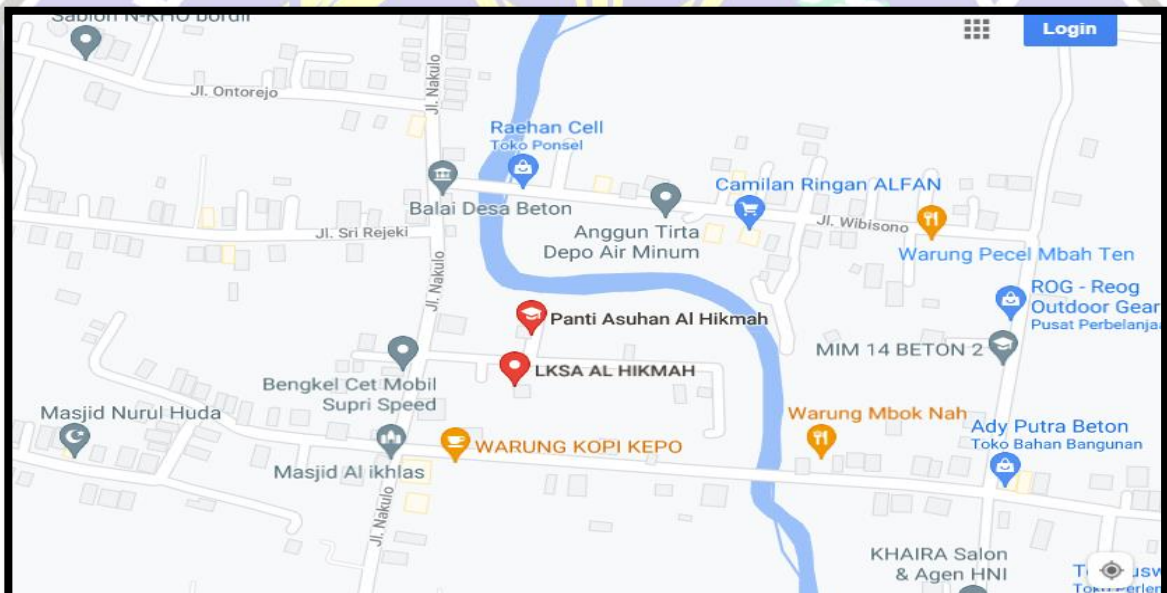 Sablon N-KHO bordir
Login
Jl. Nakulo
Jl. Ontorejo
Raehan Cell
Toko Ponsel
Camilan Ringan ALFAN
Balai Desa Beton
Jl. Wibisono
Jl. Sri Rejeki
Anggun Tirta
Depo Air Minum
Warung Pecel Mbah Ten
Jl. Nakulo
ROG - Reog
Outdoor Gear
Pusat Perbelanja
Panti Asuhan Al Hikmah
MIM 14 BETON 2
LKSA AL HIKMAH
Bengkel Cet Mobil
Supri Speed
Masjid Nurul Huda
Warung Mbok Nah
Ady Putra Beton
Toko Bahan Bangunan
WARUNG KOPI KEPO
Masjid Al ikhlas
Jl. Nakulo
KHAIRA Salon
& Agen HNI